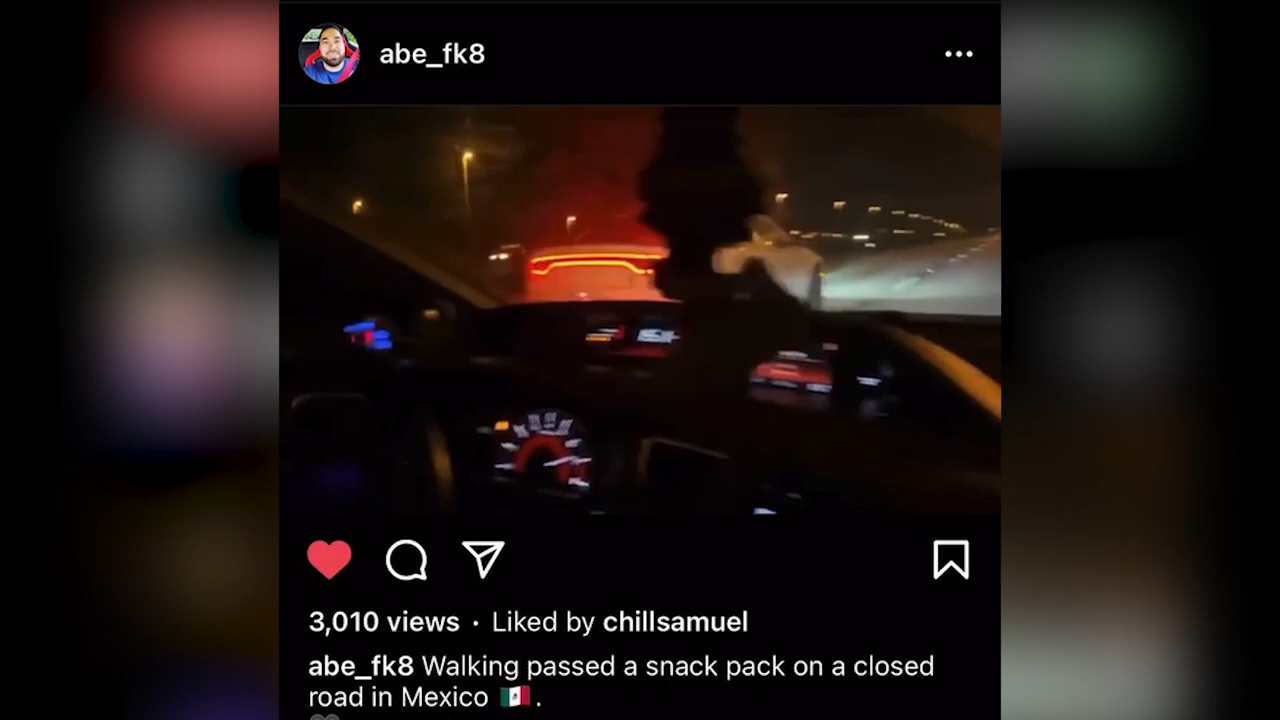 abe_fk8
3,010 views · Liked by chillsamuel
abe_fk8 Walking passed a snack pack on a closed
road in Mexico 🇲🇽.